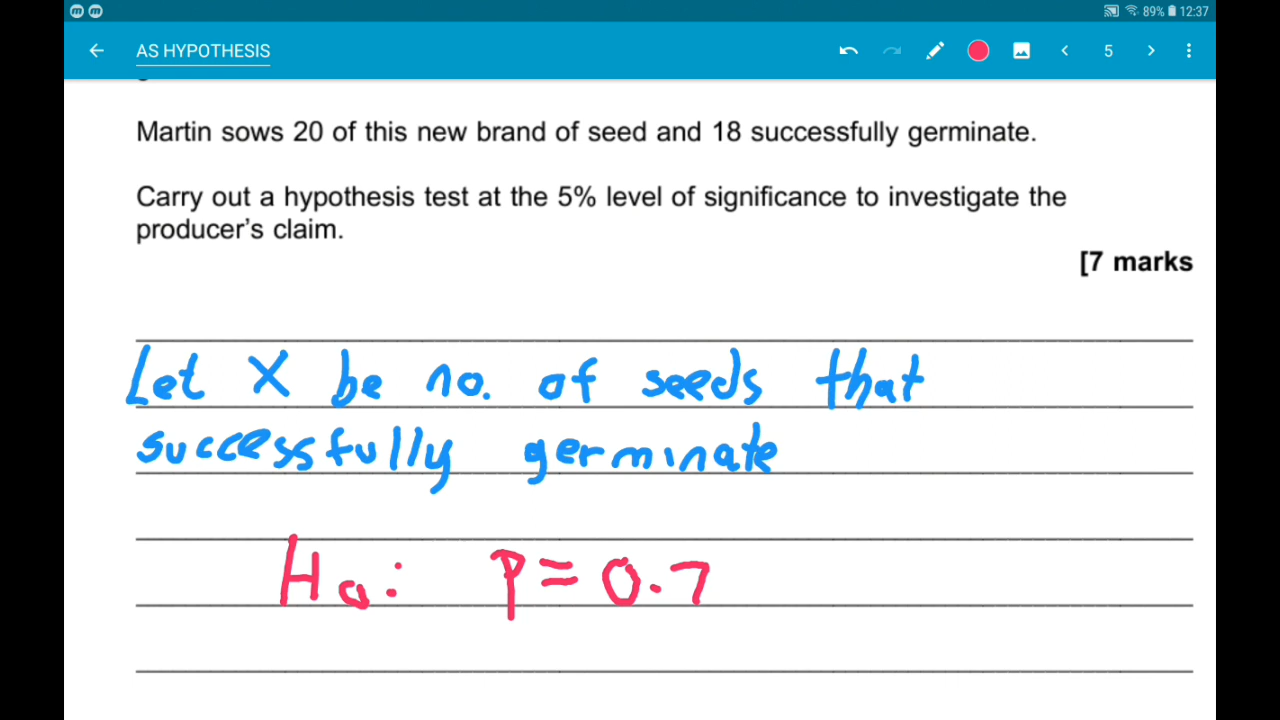 89% 12:37
AS HYPOTHESIS
5
Martin sows 20 of this new brand of seed and 18 successfully germinate.
Carry out a hypothesis test at the 5% level of significance to investigate the
producer's claim.
[7 marks
Let X be no. of seeds that
successfully germinate
H0: P = 0.7